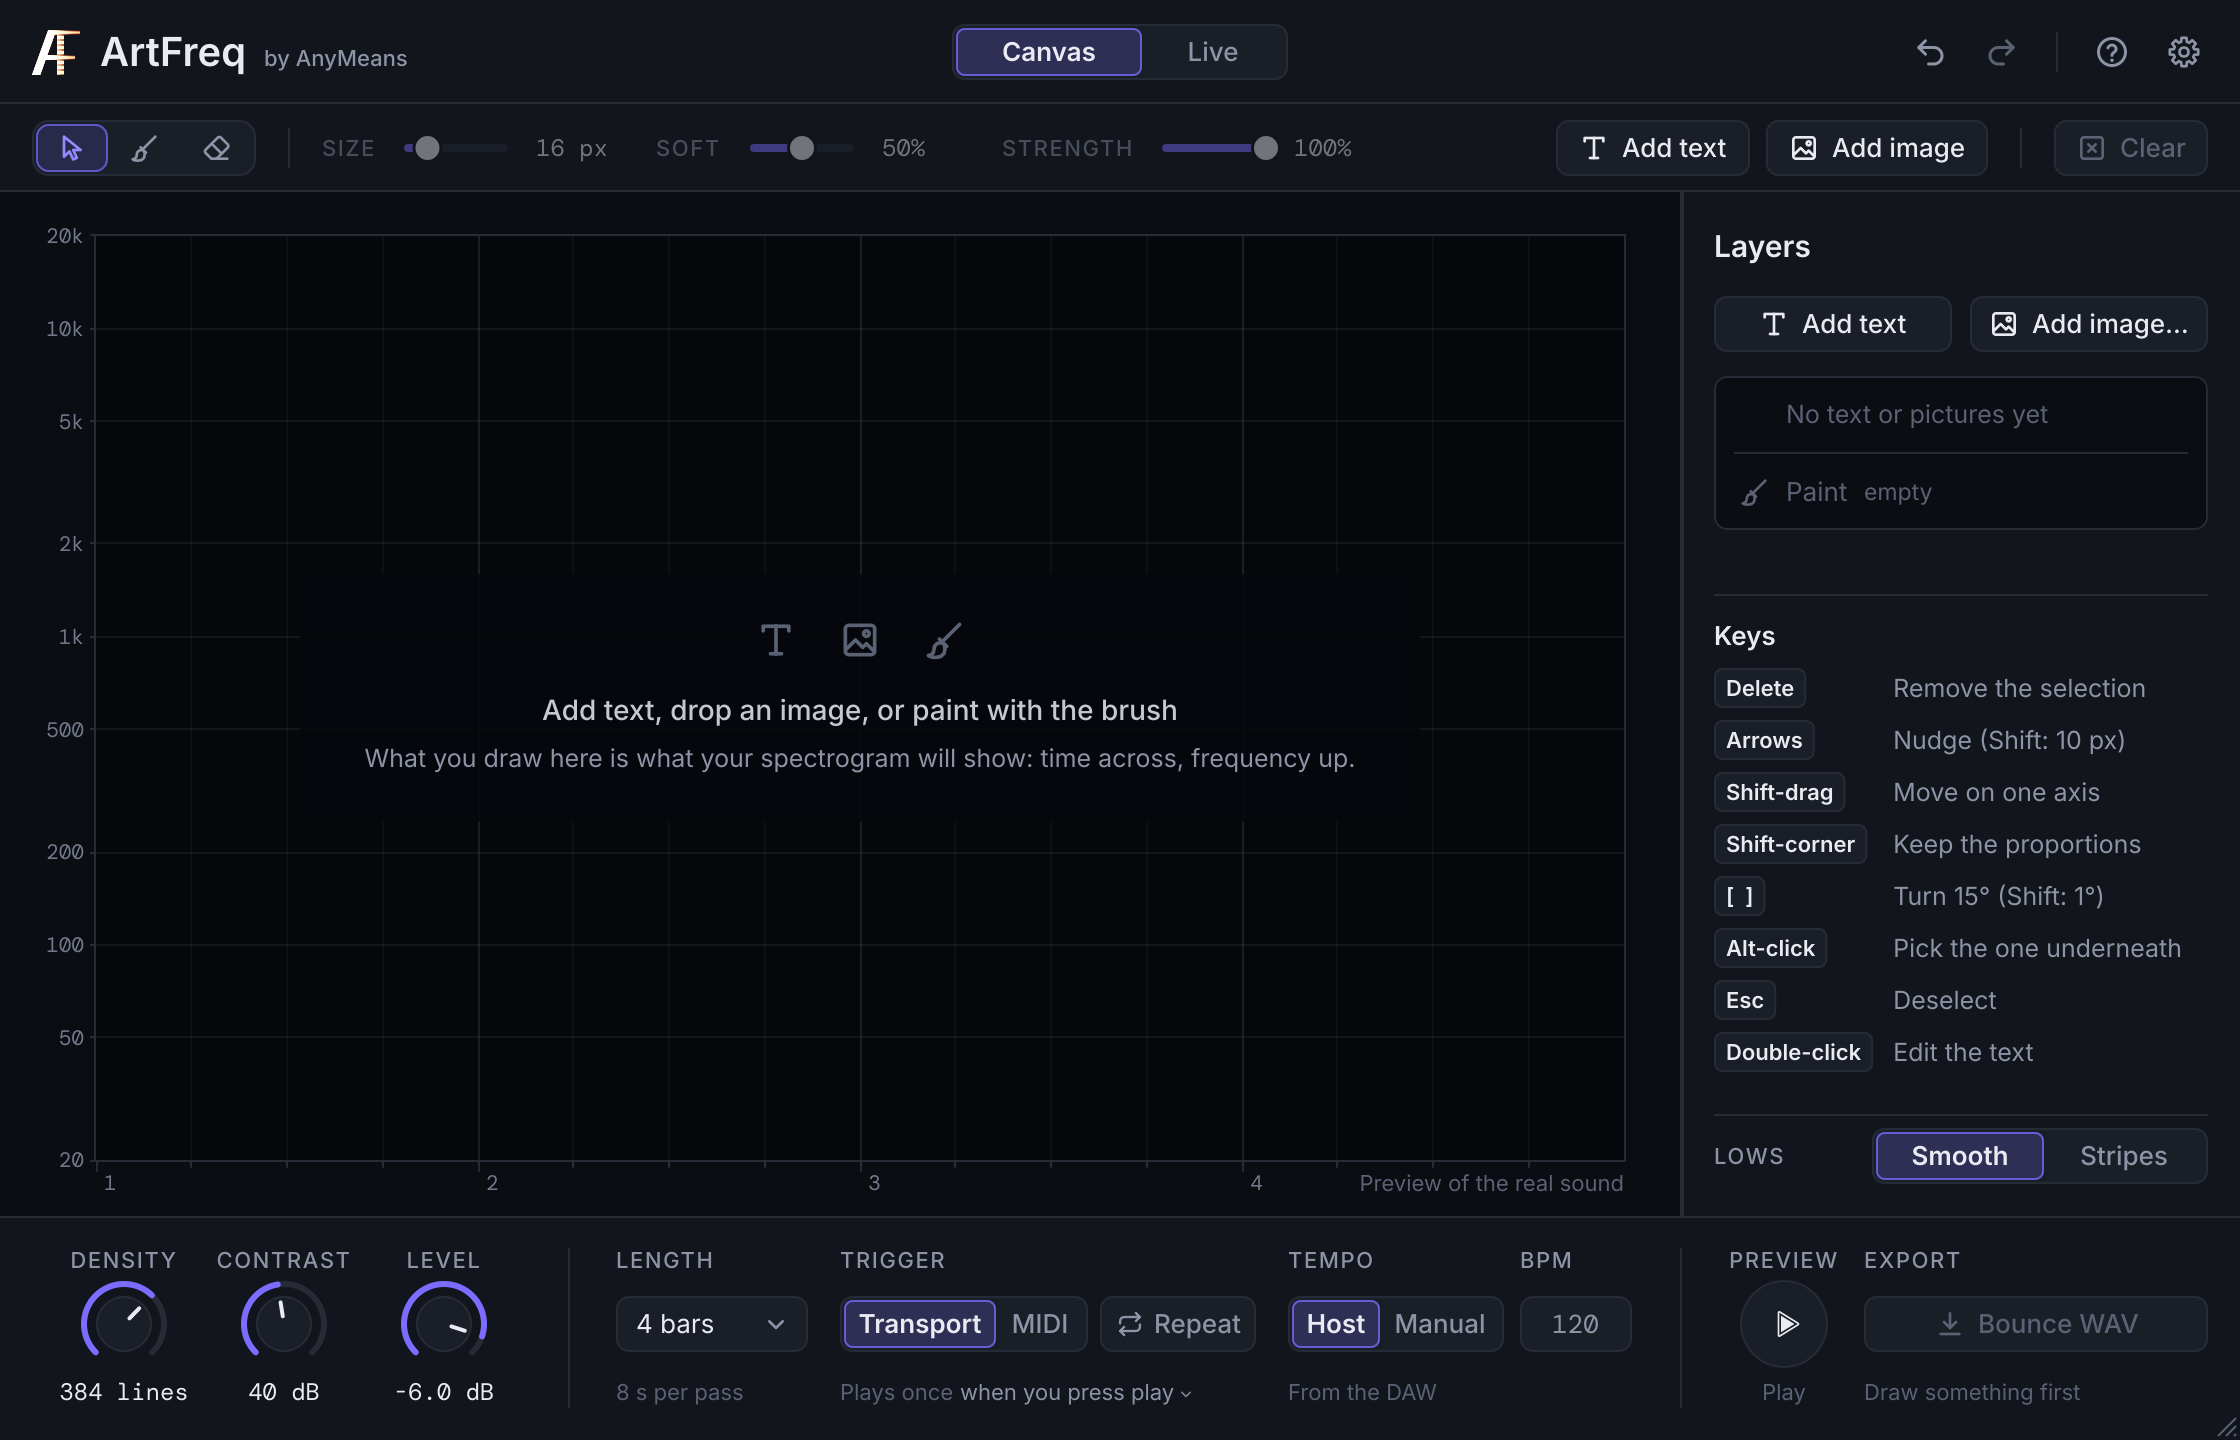 ArtFreq by AnyMeans
Canvas Live
SIZE 16 px SOFT 50% STRENGTH 100%
Add text Add image Clear
20k
10k
5k
2k
1k
500
200
100
50
20
1 2 3 4 Preview of the real sound
Add text, drop an image, or paint with the brush
What you draw here is what your spectrogram will show: time across, frequency up.
Layers
Add text Add image...
No text or pictures yet
Paint empty
Keys
Delete Remove the selection
Arrows Nudge (Shift: 10 px)
Shift-drag Move on one axis
Shift-corner Keep the proportions
[ ] Turn 15° (Shift: 1°)
Alt-click Pick the one underneath
Esc Deselect
Double-click Edit the text
LOWS Smooth Stripes
DENSITY CONTRAST LEVEL LENGTH TRIGGER TEMPO BPM PREVIEW EXPORT
4 bars Transport MIDI Repeat Host Manual 120 Bounce WAV
384 lines 40 dB -6.0 dB 8 s per pass Plays once when you press play From the DAW Play Draw something first